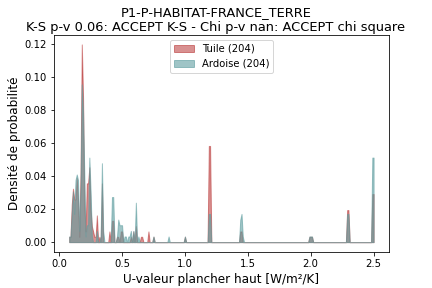 P1-P-HABITAT-FRANCE_TERRE
K-S p-v 0.06: ACCEPT K-S - Chi p-v nan: ACCEPT chi square
Tuile (204)
Ardoise (204)
Densité de probabilité
0.12
0.10
0.08
0.06
0.04
0.02
0.00
0.0 0.5 1.0 1.5 2.0 2.5
U-valeur plancher haut [W/m²/K]